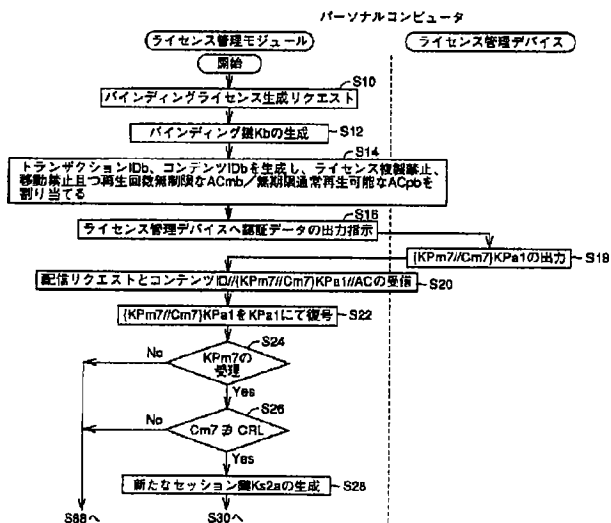 パーソナルコンピュータ
ライセンス管理モジュール
ライセンス管理デバイス
開始
S10
バインディングライセンス生成リクエスト
S12
バインディング鍵Kbの生成
S14
トランザクションIDb、コンテンツIDbを生成し、ライセンス複製禁止、
移動禁止且つ再生回数無制限なACmb/無期限通常再生可能なACpbを
割り当てる
S16
ライセンス管理デバイスへ認証データの出力指示
{KPm7//Cm7}KPa1の出力
S18
配信リクエストとコンテンツID//{KPm7//Cm7}KPa1//ACの受信
S20
{KPm7//Cm7}KPa1をKPa1にて復号
S22
S24
KPm7の
受理
No
Yes
S26
Cm7 ∌ CRL
No
Yes
新たなセッション鍵Ks2aの生成
S28
S88へ
S30へ